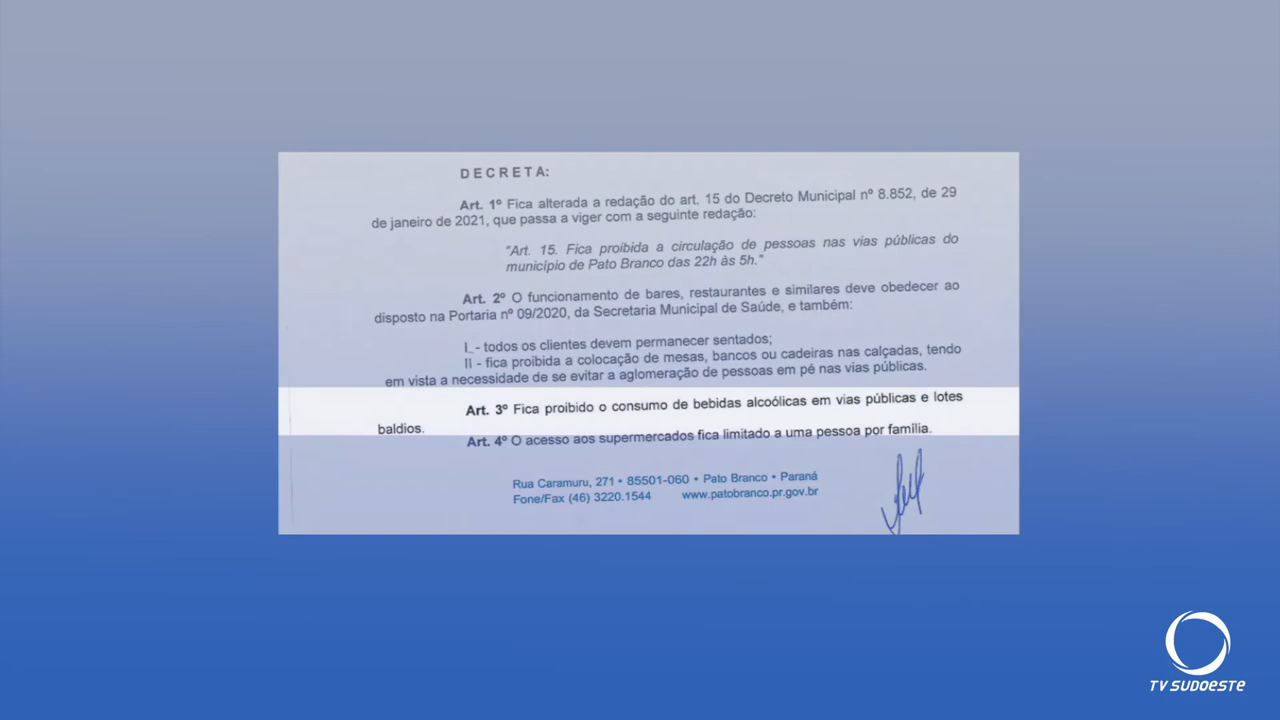 DECRETA:
Art. 1º Fica alterada a redação do art. 15 do Decreto Municipal nº 8.852, de 29
de janeiro de 2021, que passa a viger com a seguinte redação:
"Art. 15. Fica proibida a circulação de pessoas nas vias públicas do
município de Pato Branco das 22h às 5h."
Art. 2º O funcionamento de bares, restaurantes e similares deve obedecer ao
disposto na Portaria nº 09/2020, da Secretaria Municipal de Saúde, e também:
I - todos os clientes devem permanecer sentados;
II - fica proibida a colocação de mesas, bancos ou cadeiras nas calçadas, tendo
em vista a necessidade de se evitar a aglomeração de pessoas em pé nas vias públicas.
Art. 3º Fica proibido o consumo de bebidas alcoólicas em vias públicas e lotes
baldios.
Art. 4º O acesso aos supermercados fica limitado a uma pessoa por família.
Rua Caramuru, 271 • 85501-060 • Pato Branco • Paraná
Fone/Fax (46) 3220.1544 www.patobranco.pr.gov.br
TV SUDOESTE